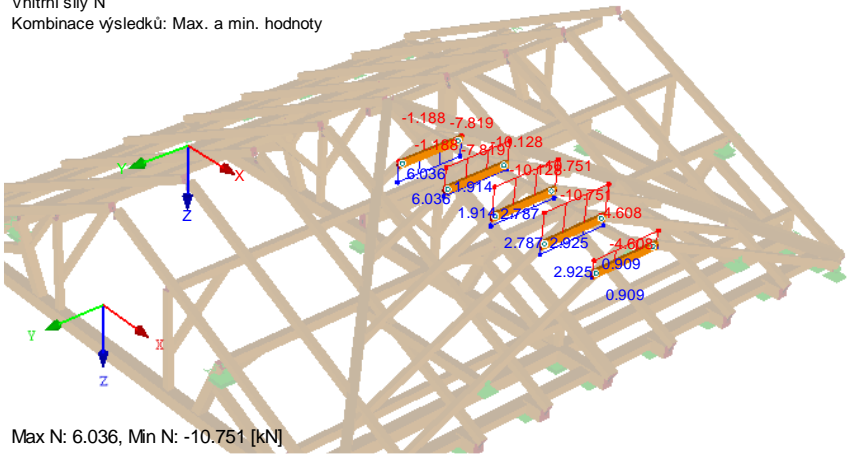 Vnitřní síly N
Kombinace výsledků: Max. a min. hodnoty
-1.188
-7.819
-1.188
-7.819
-10.128
6.036
-10.128
-10.751
6.036
1.914
-10.751
1.914
2.787
-4.608
2.787
2.925
-4.608
2.925
0.909
0.909
Y
X
Z
Y
X
Z
Max N: 6.036, Min N: -10.751 [kN]